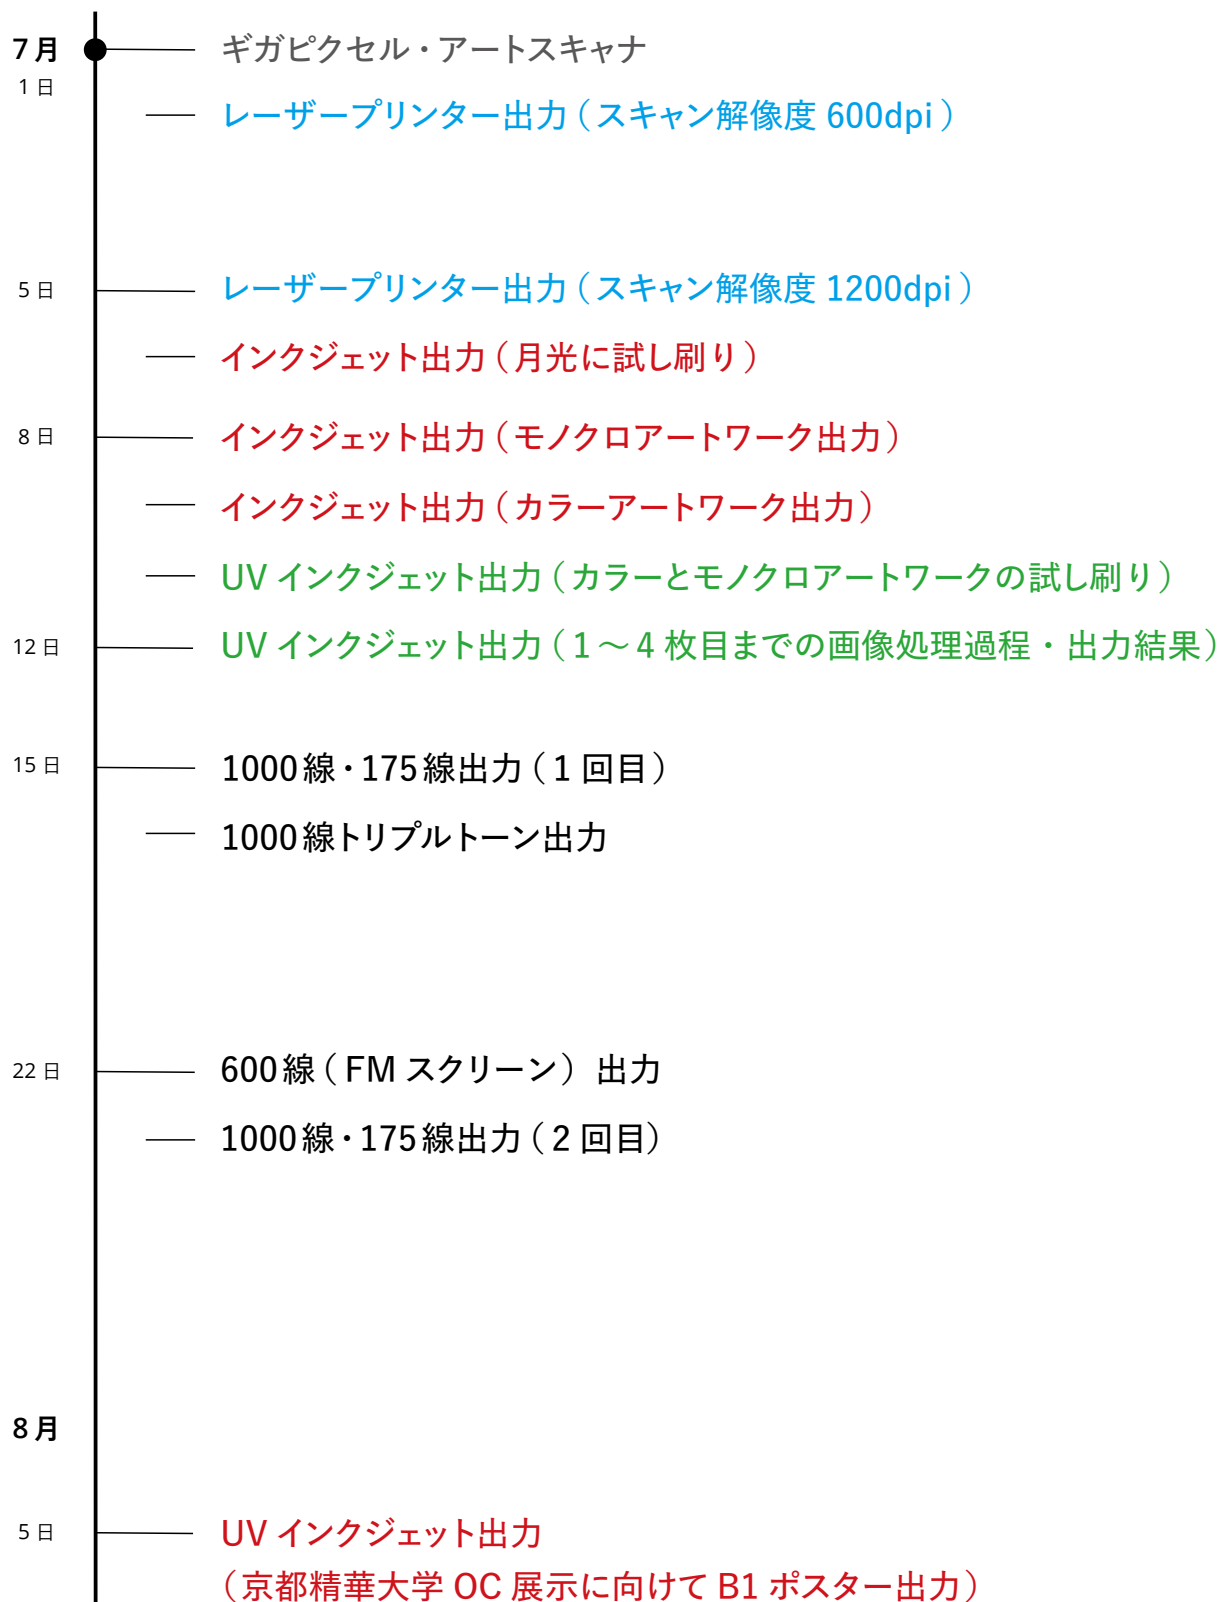 7月 ギガピクセル・アートスキャナ
1日
レーザープリンター出力（スキャン解像度 600dpi）
5日 レーザープリンター出力（スキャン解像度 1200dpi）
インクジェット出力（月光に試し刷り）
8日 インクジェット出力（モノクロアートワーク出力）
インクジェット出力（カラーアートワーク出力）
UV インクジェット出力（カラーとモノクロアートワークの試し刷り）
12日 UV インクジェット出力（1〜4 枚目までの画像処理過程・出力結果）
15日 1000線・175線出力（1回目）
1000線トリプルトーン出力
22日 600線（FM スクリーン）出力
1000線・175線出力（2回目）
8月
5日 UV インクジェット出力
（京都精華大学 OC 展示に向けて B1 ポスター出力）